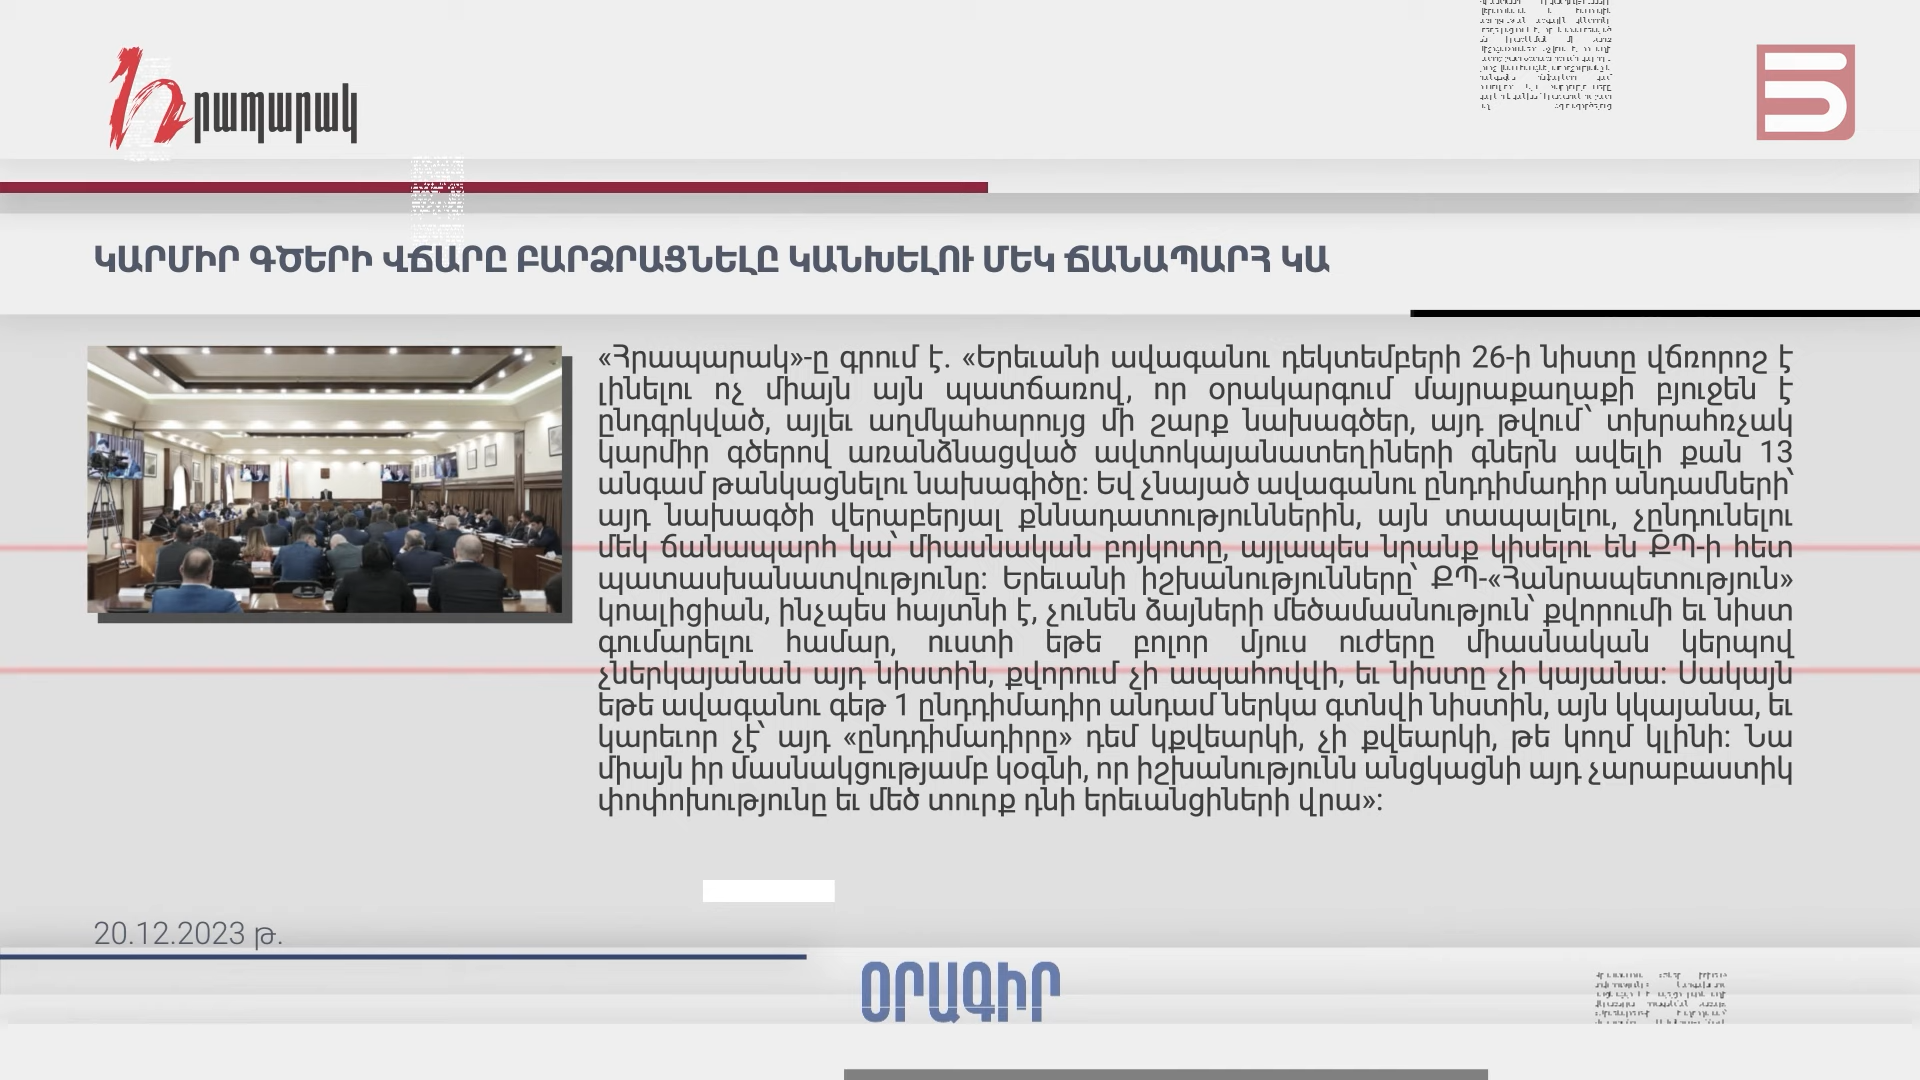 Հրապարակ
5
ԿԱՐՄԻՐ ԳԾԵՐԻ ՎՃԱՐԸ ԲԱՐՁՐԱՑՆԵԼԸ ԿԱՆԽԵԼՈՒ ՄԵԿ ՃԱՆԱՊԱՐՀ ԿԱ
«Հրապարակ»-ը գրում է. «Երեւանի ավագանու դեկտեմբերի 26-ի նիստը վճռորոշ է
լինելու ոչ միայն այն պատճառով, որ օրակարգում մայրաքաղաքի բյուջեն է
ընդգրկված, այլեւ աղմկահարույց մի շարք նախագծեր, այդ թվում՝ տխրահռչակ
կարմիր գծերով առանձնացված ավտոկայանատեղիների գներն ավելի քան 13
անգամ թանկացնելու նախագիծը: Եվ չնայած ավագանու ընդդիմադիր անդամների՝
այդ նախագծի վերաբերյալ քննադատություններին, այն տապալելու, չընդունելու
մեկ ճանապարհ կա՝ միասնական բոյկոտը, այլապես նրանք կիսելու են ՔՊ-ի հետ
պատասխանատվությունը: Երեւանի իշխանությունները՝ ՔՊ-«Հանրապետություն»
կոալիցիան, ինչպես հայտնի է, չունեն ձայների մեծամասնություն՝ քվորումի եւ նիստ
գումարելու համար, ուստի եթե բոլոր մյուս ուժերը միասնական կերպով
չներկայանան այդ նիստին, քվորում չի ապահովվի, եւ նիստը չի կայանա: Սակայն
եթե ավագանու գեթ 1 ընդդիմադիր անդամ ներկա գտնվի նիստին, այն կկայանա, եւ
կարեւոր չէ՝ այդ «ընդդիմադիրը» դեմ կքվեարկի, չի քվեարկի, թե կողմ կլինի: Նա
միայն իր մասնակցությամբ կօգնի, որ իշխանությունն անցկացնի այդ չարաբաստիկ
փոփոխությունը եւ մեծ տուրք դնի երեւանցիների վրա»:
20.12.2023 թ.
ՕՐԱԳԻՐ